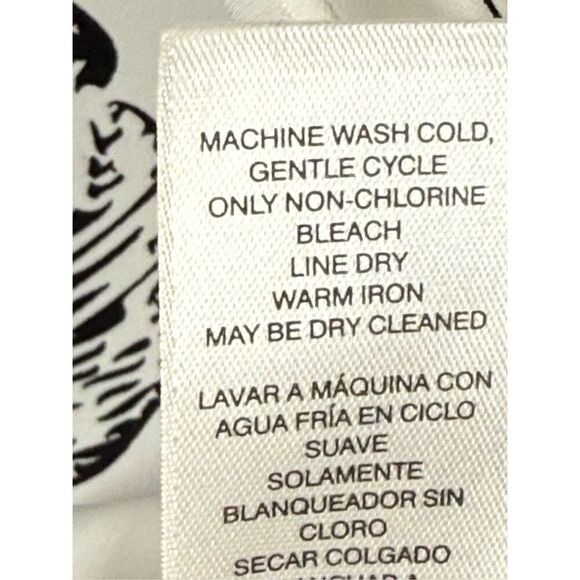 MACHINE WASH COLD,
GENTLE CYCLE
ONLY NON-CHLORINE
BLEACH
LINE DRY
WARM IRON
MAY BE DRY CLEANED
LAVAR A MÁQUINA CON
AGUA FRÍA EN CICLO
SUAVE
SOLAMENTE
BLANQUEADOR SIN
CLORO
SECAR COLGADO